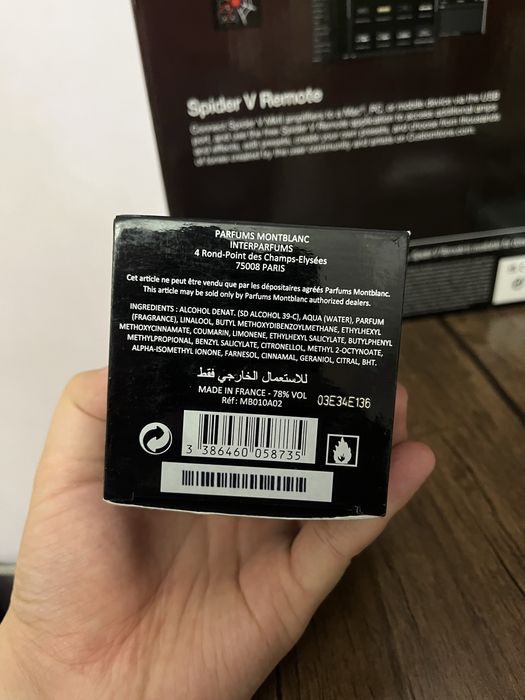 Spider V Remote
PARFUMS MONTBLANC
INTERPARFUMS
4 Rond-Point des Champs-Elysées
75008 PARIS
Cet article ne peut être vendu que par les dépositaires agréés Parfums Montblanc.
This article may be sold only by Parfums Montblanc authorized dealers.
INGREDIENTS : ALCOHOL DENAT. (SD ALCOHOL 39-C), AQUA (WATER), PARFUM
(FRAGRANCE), LINALOOL, BUTYL METHOXYDIBENZOYLMETHANE, ETHYLHEXYL
METHOXYCINNAMATE, COUMARIN, LIMONENE, ETHYLHEXYL SALICYLATE, BUTYLPHENYL
METHYLPROPIONAL, BENZYL SALICYLATE, CITRONELLOL, METHYL 2-OCTYNOATE,
ALPHA-ISOMETHYL IONONE, FARNESOL, CINNAMAL, GERANIOL, CITRAL, BHT.
للاستعمال الخارجي فقط
MADE IN FRANCE - 78% VOL
Réf: MB010A02
03E34E136
3 386460 058735